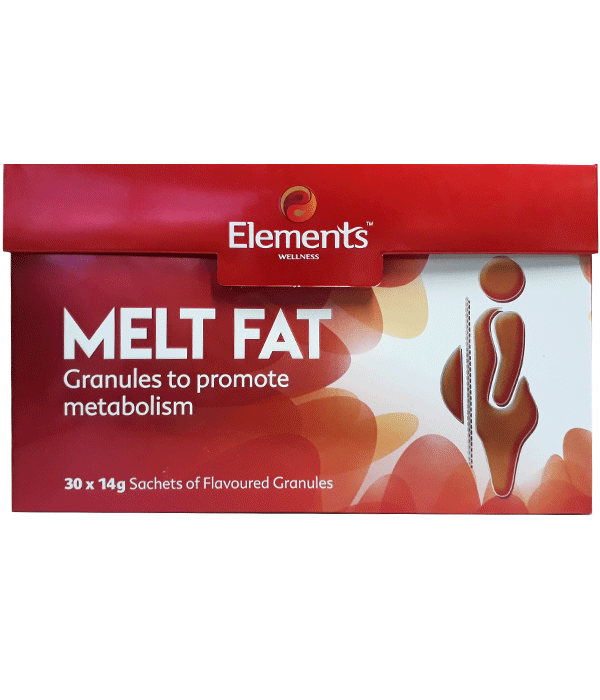 Elements™
WELLNESS
MELT FAT
Granules to promote
metabolism
30 x 14g Sachets of Flavoured Granules